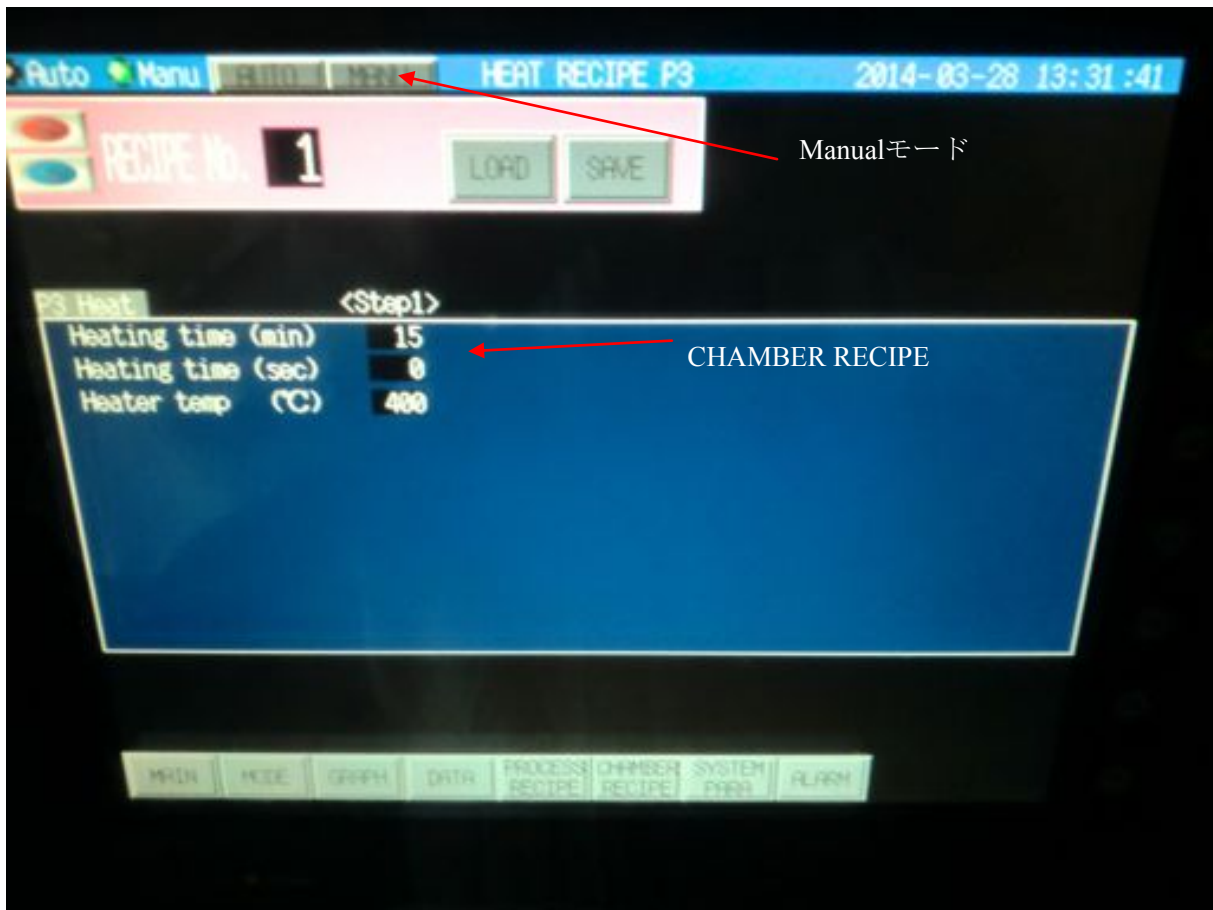 Auto Manu AUTO MANU HEAT RECIPE P3 2014-03-28 13:31:41
RECIPE No. 1 LOAD SAVE
Manualモード
P3 Heat <Step1>
Heating time (min) 15
Heating time (sec) 0
Heater temp (℃) 400
CHAMBER RECIPE
MAIN MODE GRAPH DATA PROCESS RECIPE CHAMBER RECIPE SYSTEM PARA ALARM